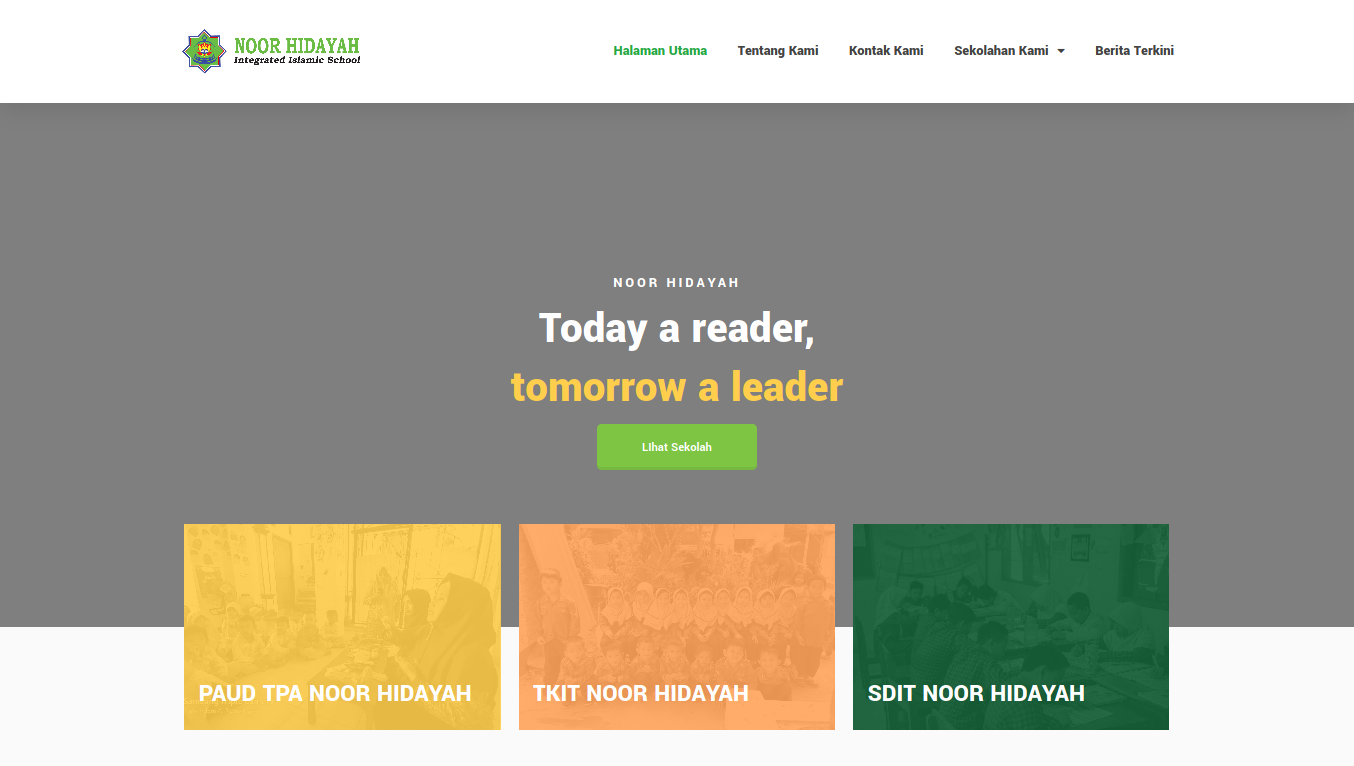 NOOR HIDAYAH
Integrated Islamic School
Halaman Utama
Tentang Kami
Kontak Kami
Sekolahan Kami
Berita Terkini
NOOR HIDAYAH
Today a reader,
tomorrow a leader
LIhat Sekolah
PAUD TPA NOOR HIDAYAH
TKIT NOOR HIDAYAH
SDIT NOOR HIDAYAH